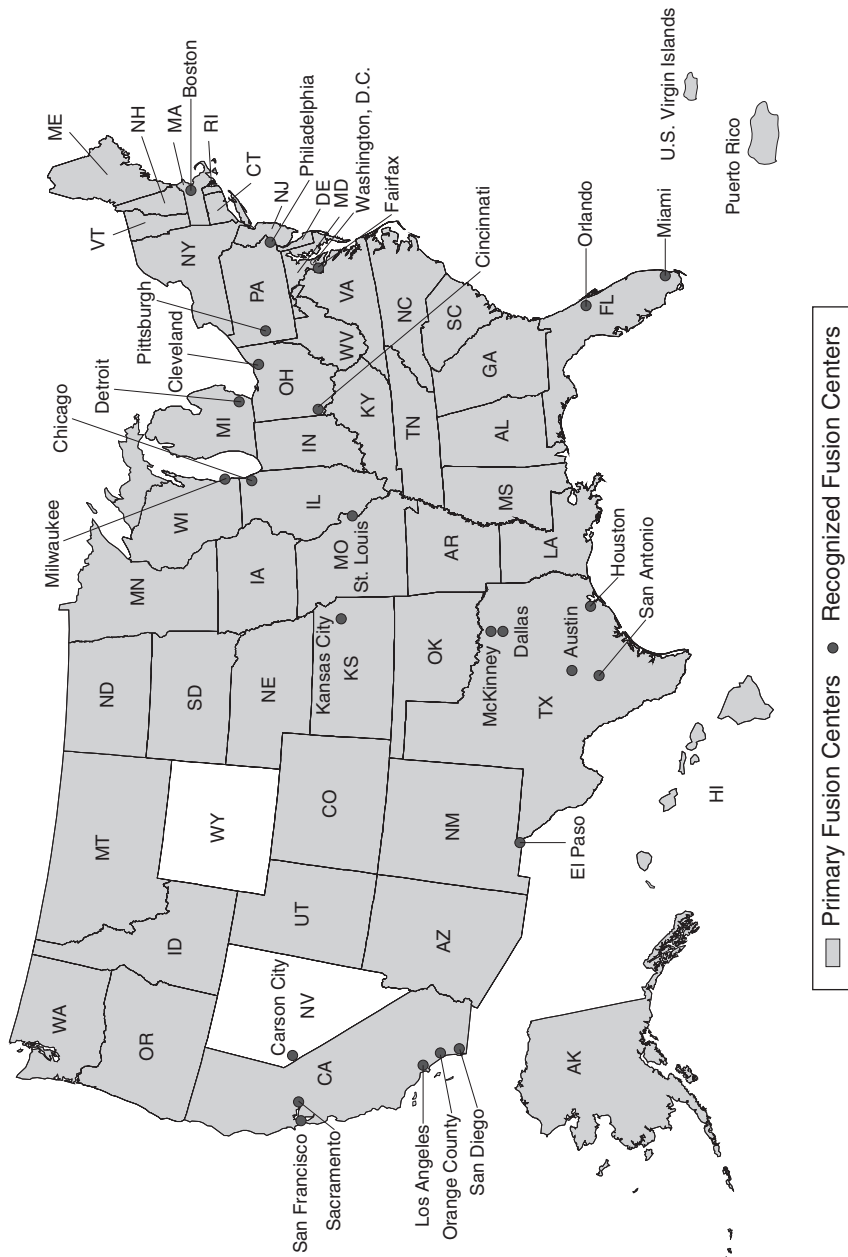 WA
OR
CA
NV
Carson City
ID
MT
WY
UT
AZ
CO
NM
ND
SD
NE
Kansas City
KS
OK
TX
McKinney
Dallas
Austin
Houston
San Antonio
El Paso
MN
IA
MO
St. Louis
AR
LA
WI
IL
MI
IN
OH
KY
TN
MS
AL
GA
FL
SC
NC
VA
WV
PA
NY
VT
ME
NH
MA
Boston
RI
CT
NJ
Philadelphia
DE
MD
Washington, D.C.
Fairfax
Cincinnati
Pittsburgh
Cleveland
Detroit
Chicago
Milwaukee
Orlando
Miami
San Francisco
Sacramento
Los Angeles
Orange County
San Diego
AK
HI
Puerto Rico
U.S. Virgin Islands
Primary Fusion Centers
Recognized Fusion Centers